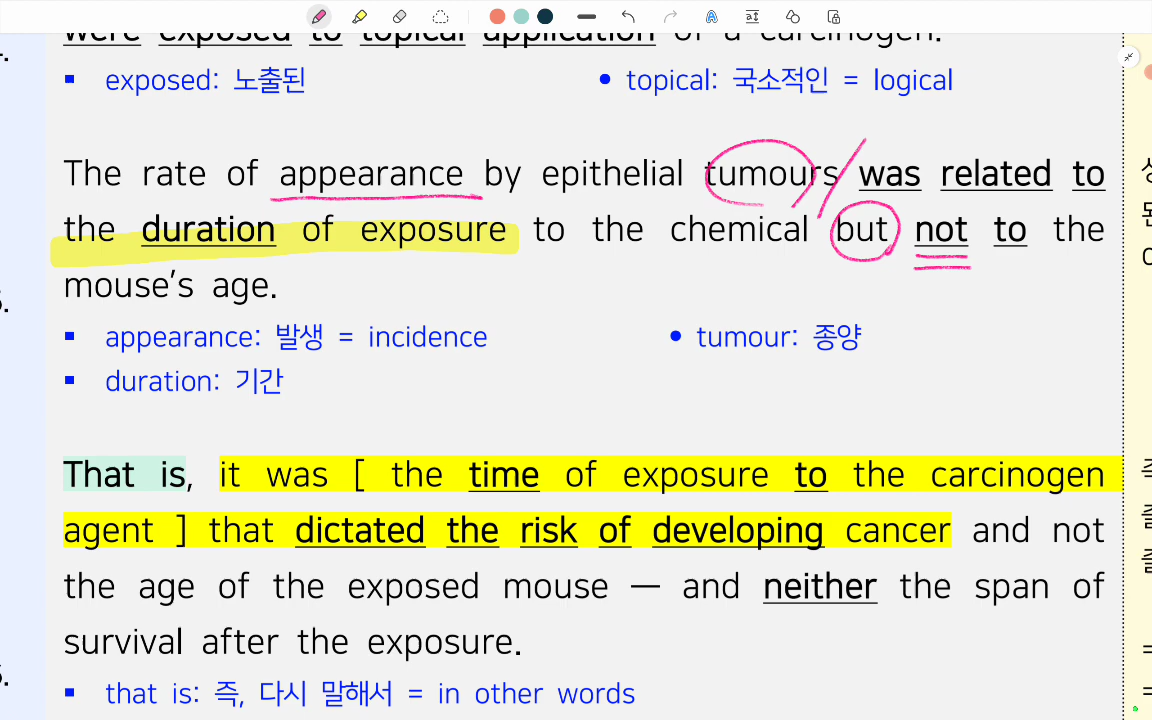 were exposed to topical application of a carcinogen.
▪ exposed: 노출된 • topical: 국소적인 = logical
The rate of appearance by epithelial tumours was related to
the duration of exposure to the chemical but not to the
mouse's age.
▪ appearance: 발생 = incidence • tumour: 종양
▪ duration: 기간
That is, it was [ the time of exposure to the carcinogen
agent ] that dictated the risk of developing cancer and not
the age of the exposed mouse — and neither the span of
survival after the exposure.
▪ that is: 즉, 다시 말해서 = in other words